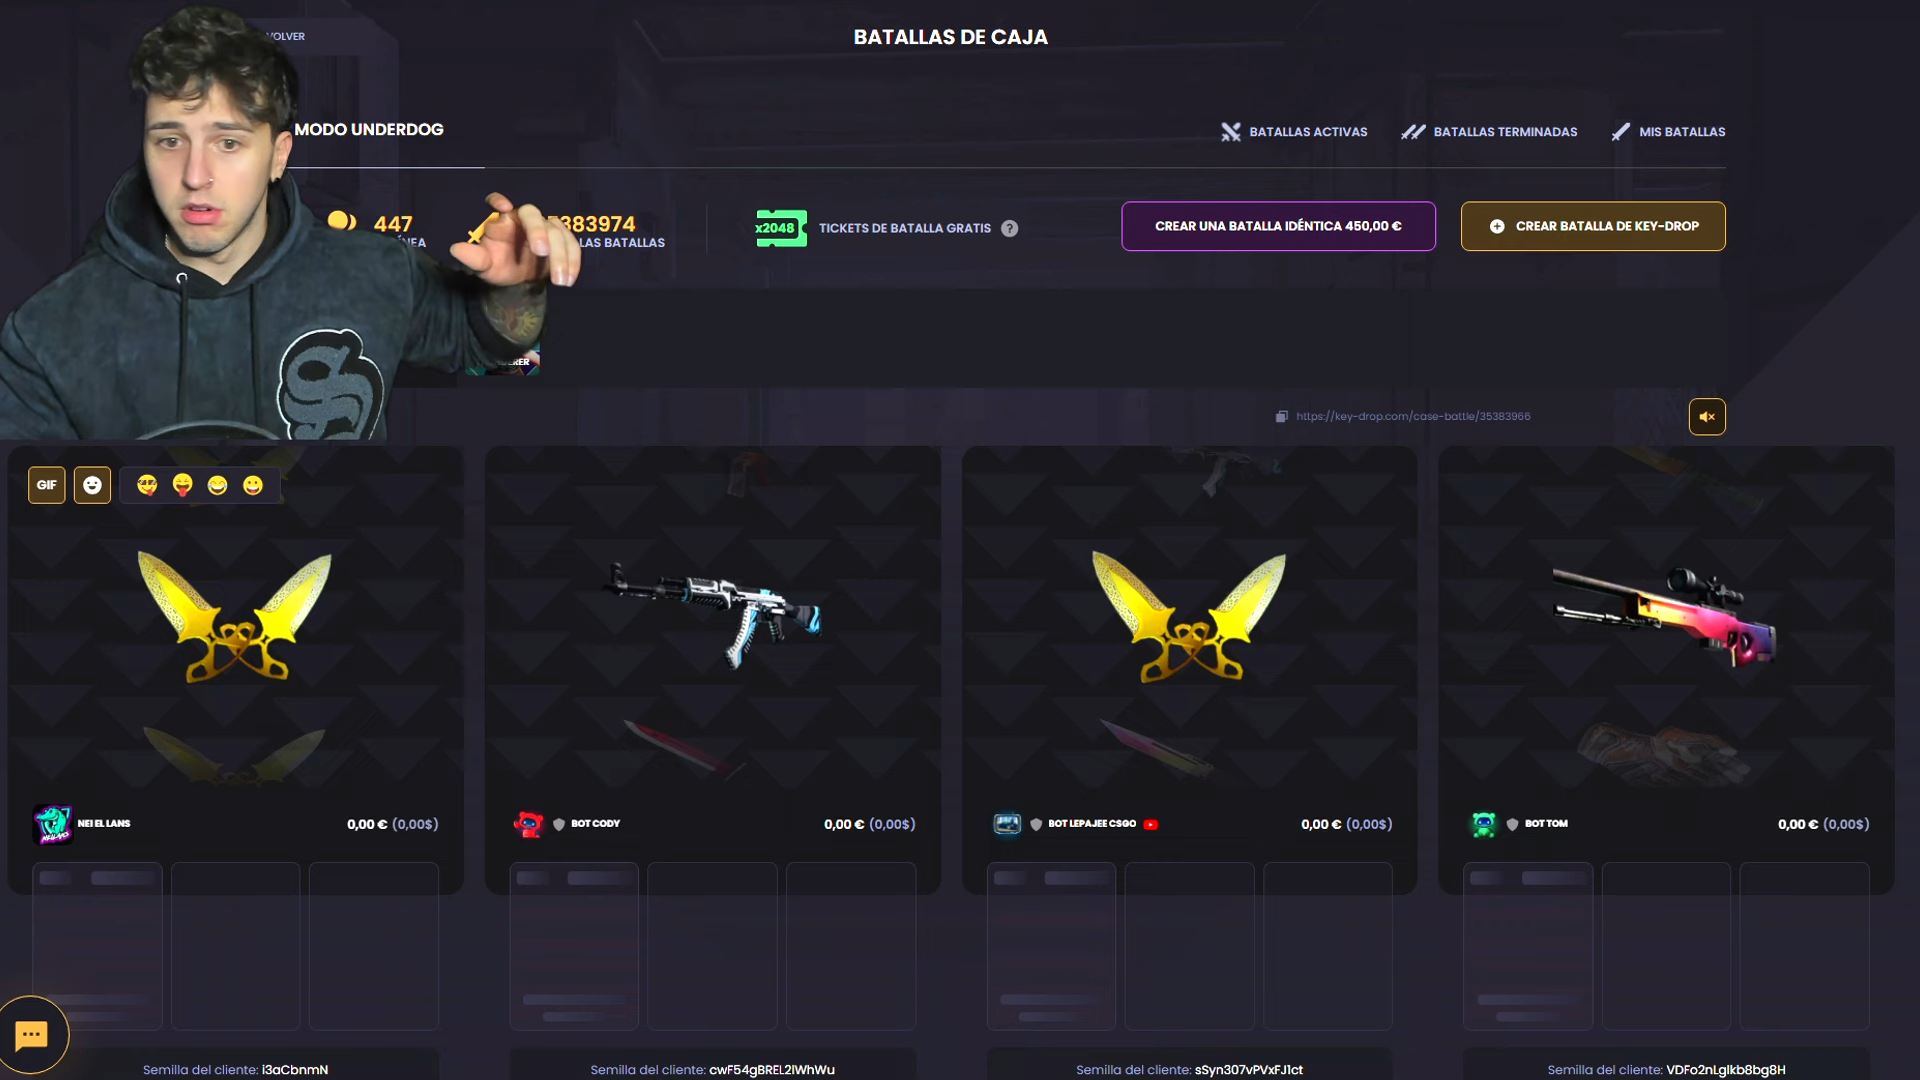 VOLVER
BATALLAS DE CAJA
MODO UNDERDOG
BATALLAS ACTIVAS
BATALLAS TERMINADAS
MIS BATALLAS
447
5383974
LAS BATALLAS
x2048
TICKETS DE BATALLA GRATIS
?
CREAR UNA BATALLA IDÉNTICA 450,00 €
CREAR BATALLA DE KEY-DROP
https://key-drop.com/case-battle/35383966
GIF
NEI EL LANS
0,00 € (0,00$)
BOT CODY
0,00 € (0,00$)
BOT LEPAJEE CSGO
0,00 € (0,00$)
BOT TOM
0,00 € (0,00$)
Semilla del cliente: i3aCbnmN
Semilla del cliente: cwF54gBREL2lWhWu
Semilla del cliente: sSyn307vPVxFJ1ct
Semilla del cliente: VDFo2nLglkb8bg8H